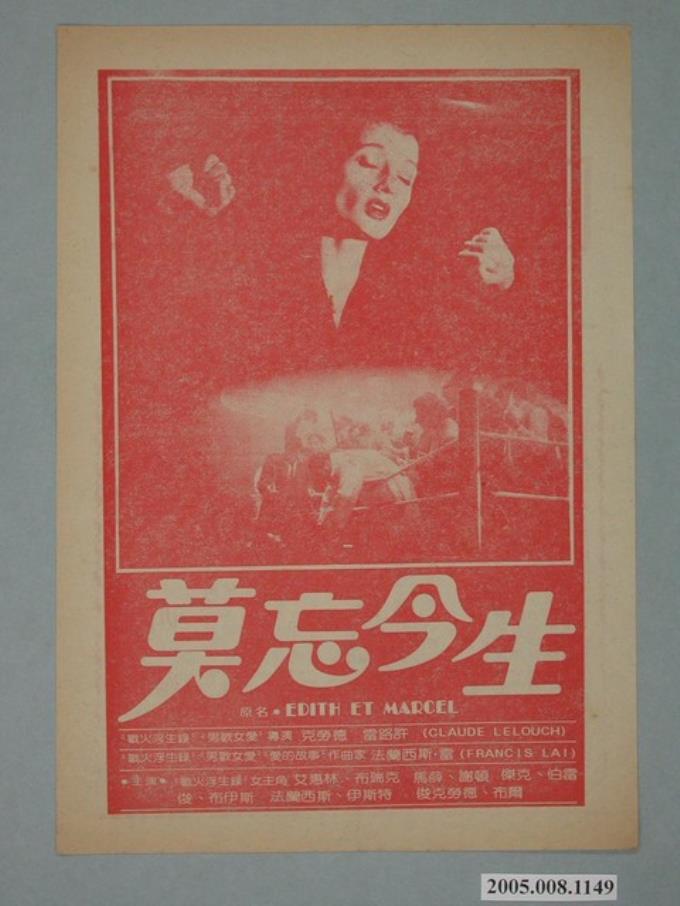 莫忘今生
原名•EDITH ET MARCEL
「戰火浮生錄」「男歡女愛」導演 克勞德 雷路許 (CLAUDE LELOUCH)
「戰火浮生錄」「男歡女愛」「愛的故事」作曲家 法蘭西斯•雷 (FRANCIS LAI)
•主演•「戰火浮生錄」女主角 艾惠林、布瑞克 馬薛、謝頓 傑克、伯雷
俊、布伊斯 法蘭西斯、伊斯特 俊克勞德、布爾
2005.008.1149